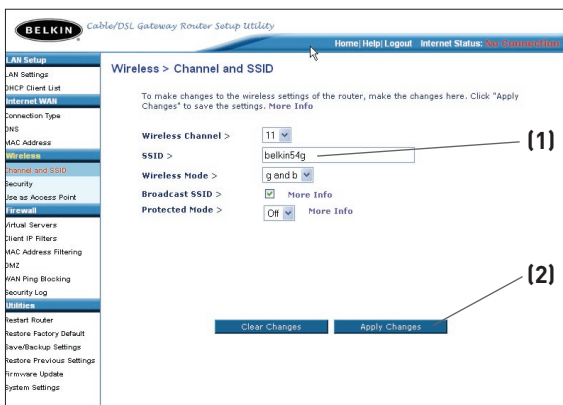 BELKIN Cable/DSL Gateway Router Setup Utility
Home|Help|Logout Internet Status: No Connection
LAN Setup
LAN Settings
DHCP Client List
Internet WAN
Connection Type
DNS
MAC Address
Wireless
Channel and SSID
Security
Use as Access Point
Firewall
Virtual Servers
Client IP Filters
MAC Address Filtering
DMZ
WAN Ping Blocking
Security Log
Utilities
Restart Router
Restore Factory Default
Save/Backup Settings
Restore Previous Settings
Firmware Update
System Settings
Wireless > Channel and SSID
To make changes to the wireless settings of the router, make the changes here. Click "Apply
Changes" to save the settings. More Info
Wireless Channel > 11
SSID > belkin54g
(1)
Wireless Mode > g and b
Broadcast SSID > More Info
Protected Mode > Off More Info
(2)
Clear Changes Apply Changes